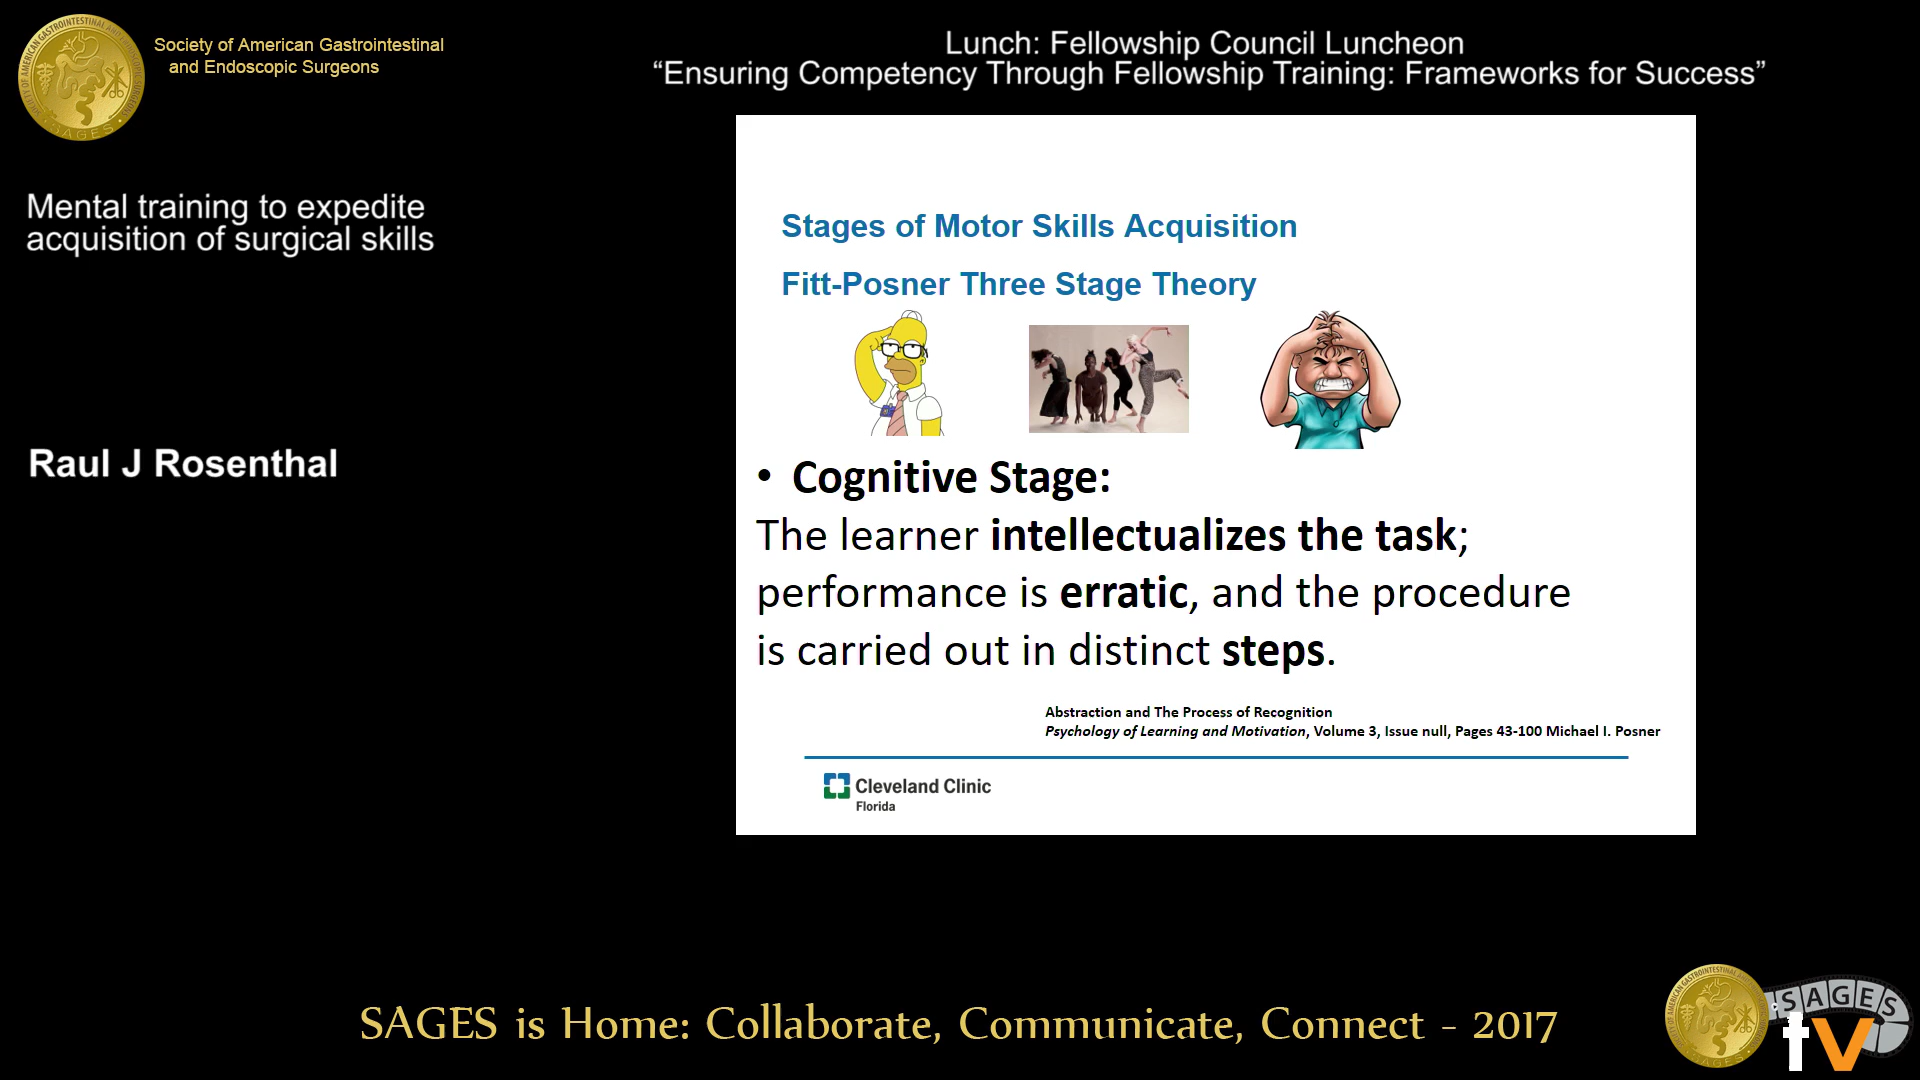 Society of American Gastrointestinal
and Endoscopic Surgeons
Lunch: Fellowship Council Luncheon
“Ensuring Competency Through Fellowship Training: Frameworks for Success”
Mental training to expedite
acquisition of surgical skills
Raul J Rosenthal
Stages of Motor Skills Acquisition
Fitt-Posner Three Stage Theory
• Cognitive Stage:
The learner intellectualizes the task;
performance is erratic, and the procedure
is carried out in distinct steps.
Abstraction and The Process of Recognition
Psychology of Learning and Motivation, Volume 3, Issue null, Pages 43-100 Michael I. Posner
Cleveland Clinic
Florida
SAGES is Home: Collaborate, Communicate, Connect - 2017
SAGES
tv